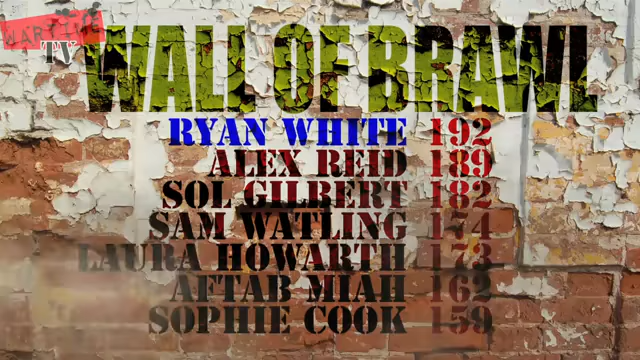 WARTIME
TV
WALL OF BRAWL
RYAN WHITE 192
ALEX REID 189
SOL GILBERT 182
SAM WATLING 174
LAURA HOWARTH 173
AFTAB MIAH 162
SOPHIE COOK 159